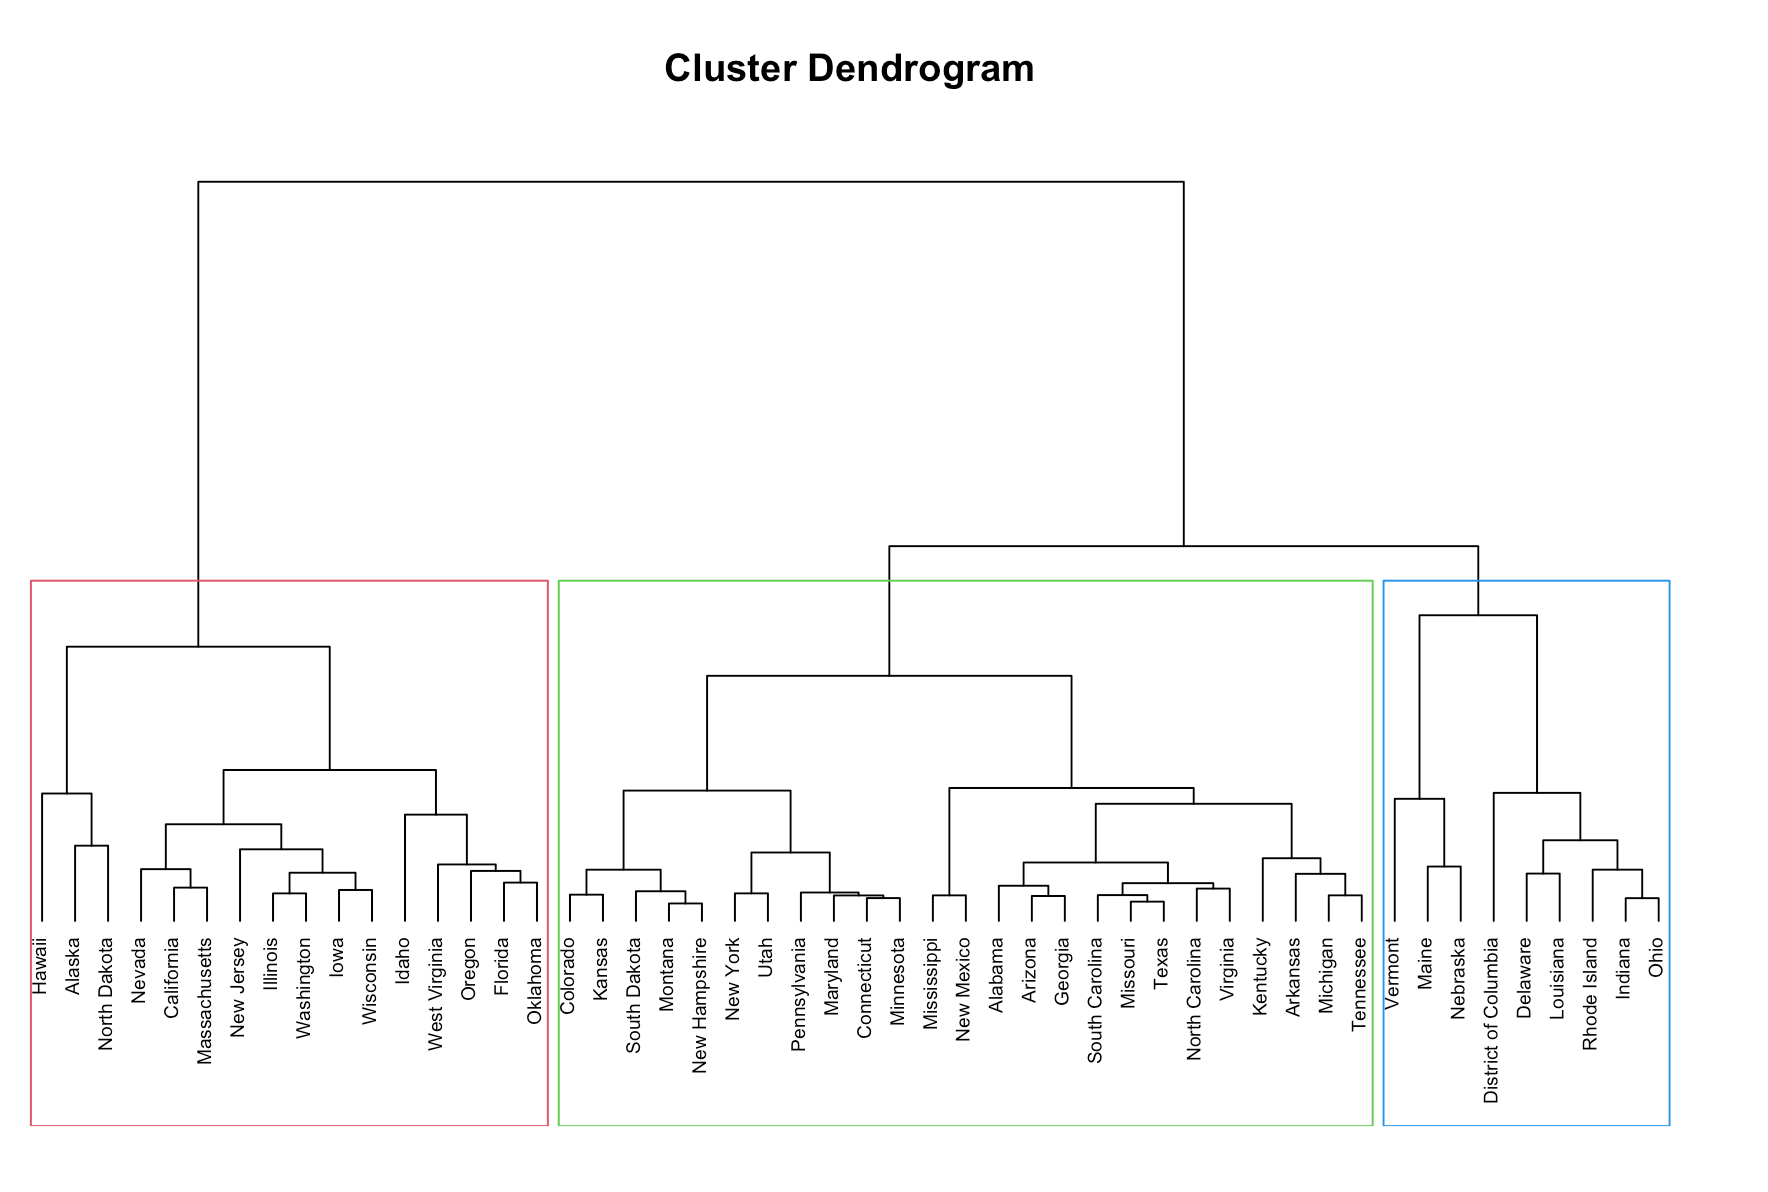 Cluster Dendrogram
Hawaii
Alaska
North Dakota
Nevada
California
Massachusetts
New Jersey
Illinois
Washington
Iowa
Wisconsin
Idaho
West Virginia
Oregon
Florida
Oklahoma
Colorado
Kansas
South Dakota
Montana
New Hampshire
New York
Utah
Pennsylvania
Maryland
Connecticut
Minnesota
Mississippi
New Mexico
Alabama
Arizona
Georgia
South Carolina
Missouri
Texas
North Carolina
Virginia
Kentucky
Arkansas
Michigan
Tennessee
Vermont
Maine
Nebraska
District of Columbia
Delaware
Louisiana
Rhode Island
Indiana
Ohio